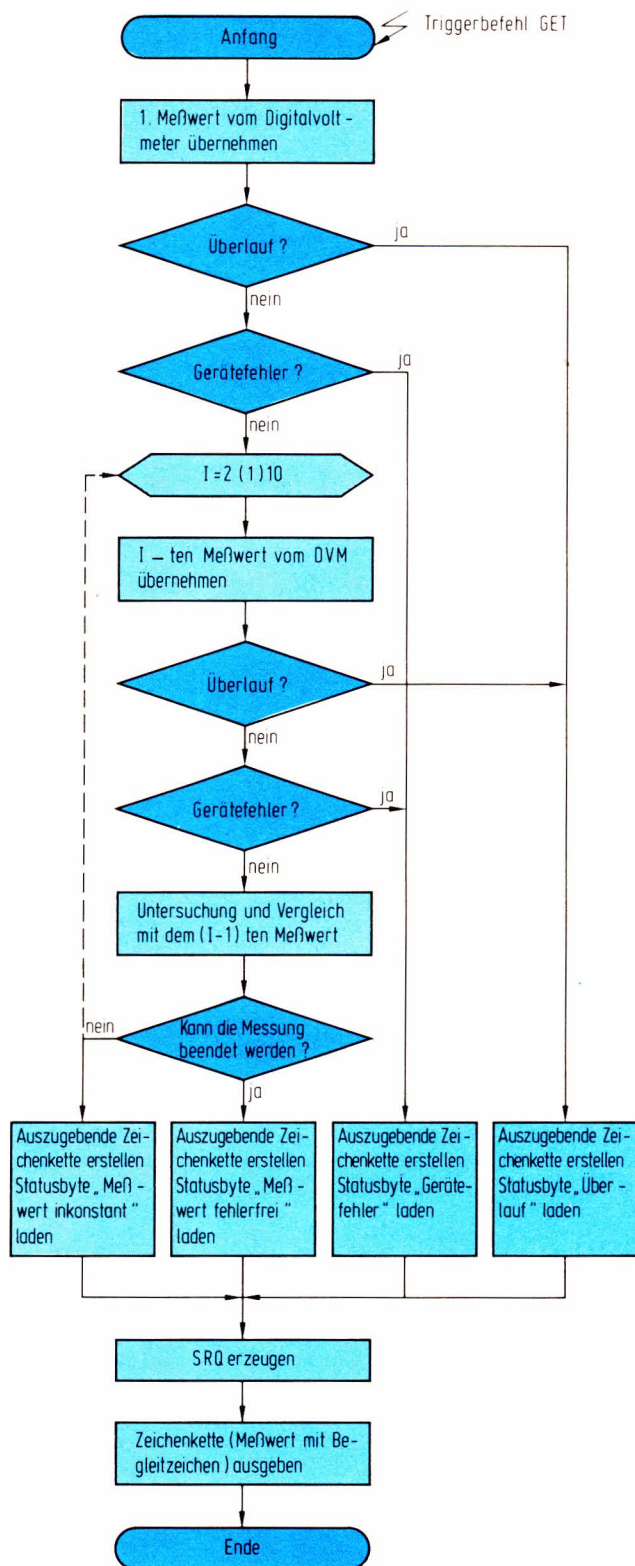 Triggerbefehl GET
Anfang
1. Meßwert vom Digitalvolt-
meter übernehmen
Überlauf ?
ja
nein
Gerätefehler ?
ja
nein
I = 2 (1) 10
I – ten Meßwert vom DVM
übernehmen
Überlauf ?
ja
nein
Gerätefehler ?
ja
nein
Untersuchung und Vergleich
mit dem (I-1) ten Meßwert
nein
Kann die Messung
beendet werden ?
ja
Auszugebende Zei-
chenkette erstellen
Statusbyte „Meß-
wert inkonstant"
laden
Auszugebende Zei-
chenkette erstellen
Statusbyte „Meß-
wert fehlerfrei"
laden
Auszugebende Zei-
chenkette erstellen
Statusbyte „Geräte-
fehler" laden
Auszugebende Zei-
chenkette erstellen
Statusbyte „Über-
lauf" laden
SRQ erzeugen
Zeichenkette (Meßwert mit Be-
gleitzeichen) ausgeben
Ende